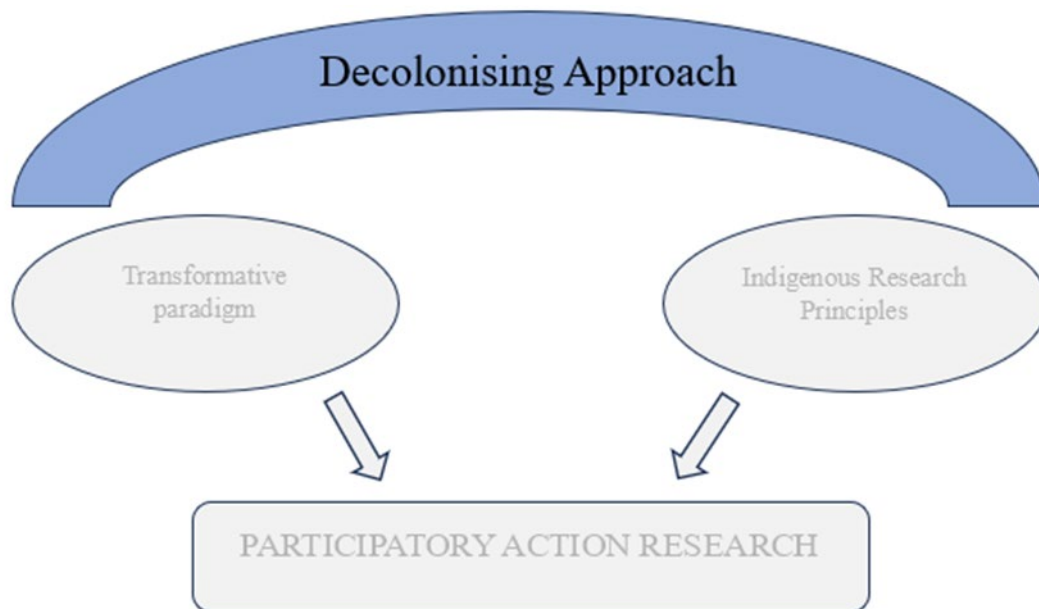 Decolonising Approach
Transformative
paradigm
Indigenous Research
Principles
PARTICIPATORY ACTION RESEARCH